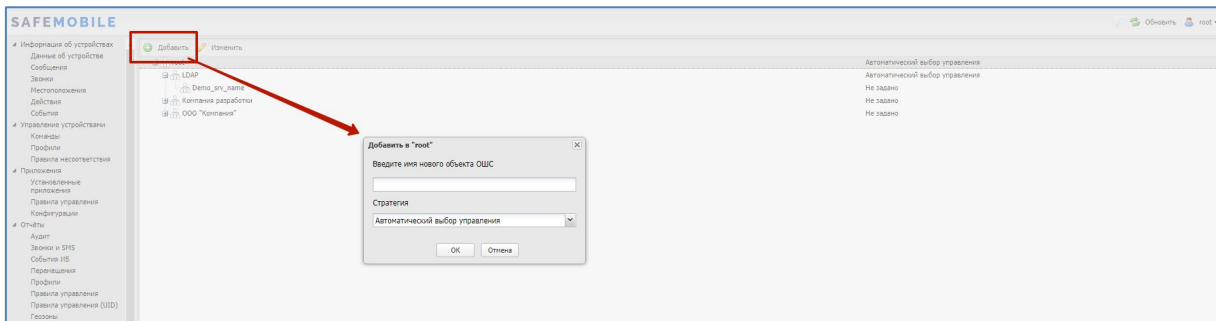 SAFEMOBILE
Обновить root
Информация об устройствах
Данные об устройстве
Сообщения
Звонки
Местоположения
Действия
События
Управление устройствами
Команды
Профили
Правила несоответствия
Приложения
Установленные
приложения
Правила управления
Конфигурации
Отчёты
Аудит
Звонки и SMS
События ИБ
Перемещения
Профили
Правила управления
Правила управления (UID)
Геозоны
Добавить Изменить
root Автоматический выбор управления
LDAP Автоматический выбор управления
Demo_srv_name Не задано
Компания разработки Не задано
ООО "Компания" Не задано
Добавить в "root"
Введите имя нового объекта ОШС
Стратегия
Автоматический выбор управления
ОК Отмена